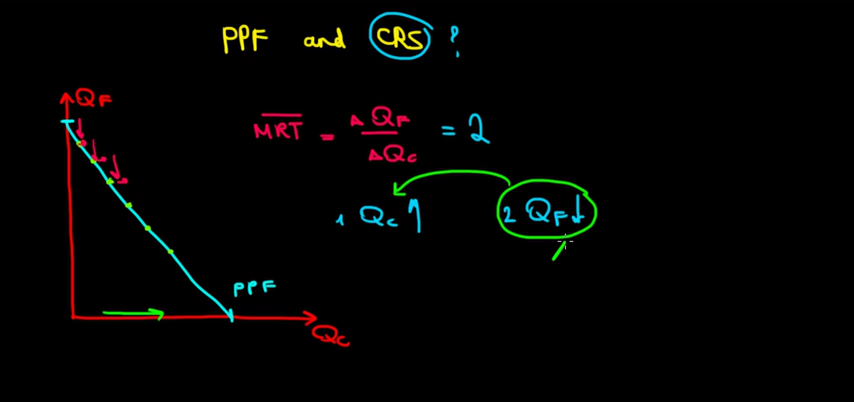 PPF and CRS ?
QF
MRT = ΔQF / ΔQc = 2
1 Qc ↑
2 QF ↓
PPF
Qc